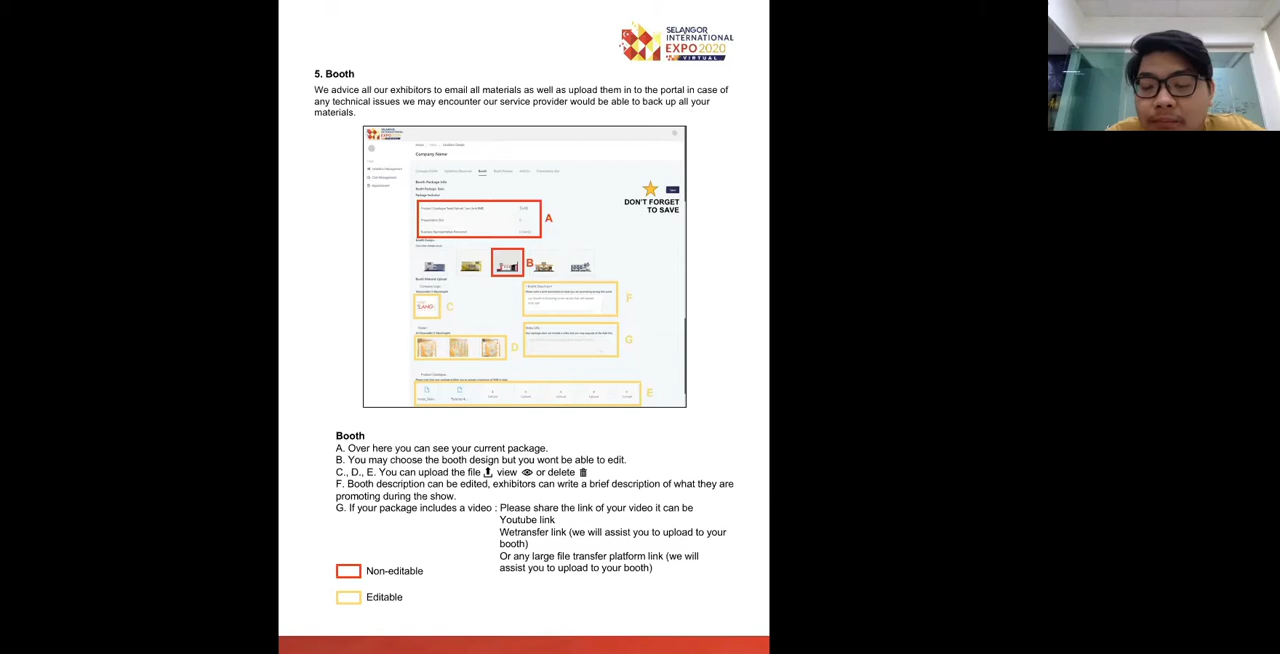 SELANGOR
INTERNATIONAL
EXPO 2020
VIRTUAL
5. Booth
We advice all our exhibitors to email all materials as well as upload them in to the portal in case of
any technical issues we may encounter our service provider would be able to back up all your
materials.
Company Name
Booth
DON'T FORGET
TO SAVE
A
B
C
F
G
D
E
Booth
A. Over here you can see your current package.
B. You may choose the booth design but you wont be able to edit.
C., D., E. You can upload the file view or delete
F. Booth description can be edited, exhibitors can write a brief description of what they are
promoting during the show.
G. If your package includes a video : Please share the link of your video it can be
Youtube link
Wetransfer link (we will assist you to upload to your
booth)
Or any large file transfer platform link (we will
assist you to upload to your booth)
Non-editable
Editable